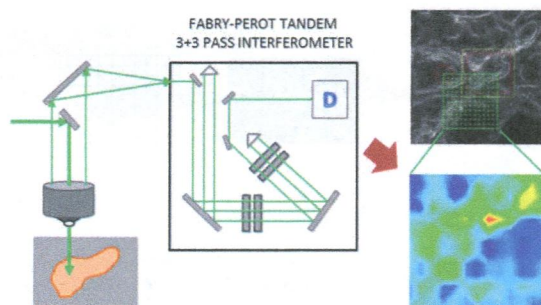 FABRY-PEROT TANDEM
3+3 PASS INTERFEROMETER
D